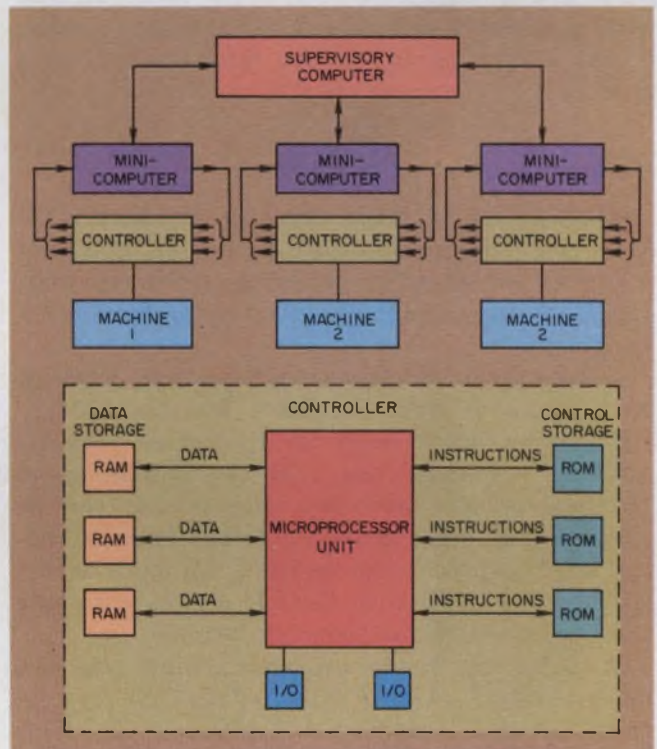 SUPERVISORY
COMPUTER
MINI-
COMPUTER
MINI-
COMPUTER
MINI-
COMPUTER
CONTROLLER
CONTROLLER
CONTROLLER
MACHINE
1
MACHINE
2
MACHINE
2
CONTROLLER
DATA
STORAGE
CONTROL
STORAGE
RAM
DATA
INSTRUCTIONS
ROM
MICROPROCESSOR
UNIT
RAM
DATA
INSTRUCTIONS
ROM
RAM
DATA
INSTRUCTIONS
ROM
I/O
I/O